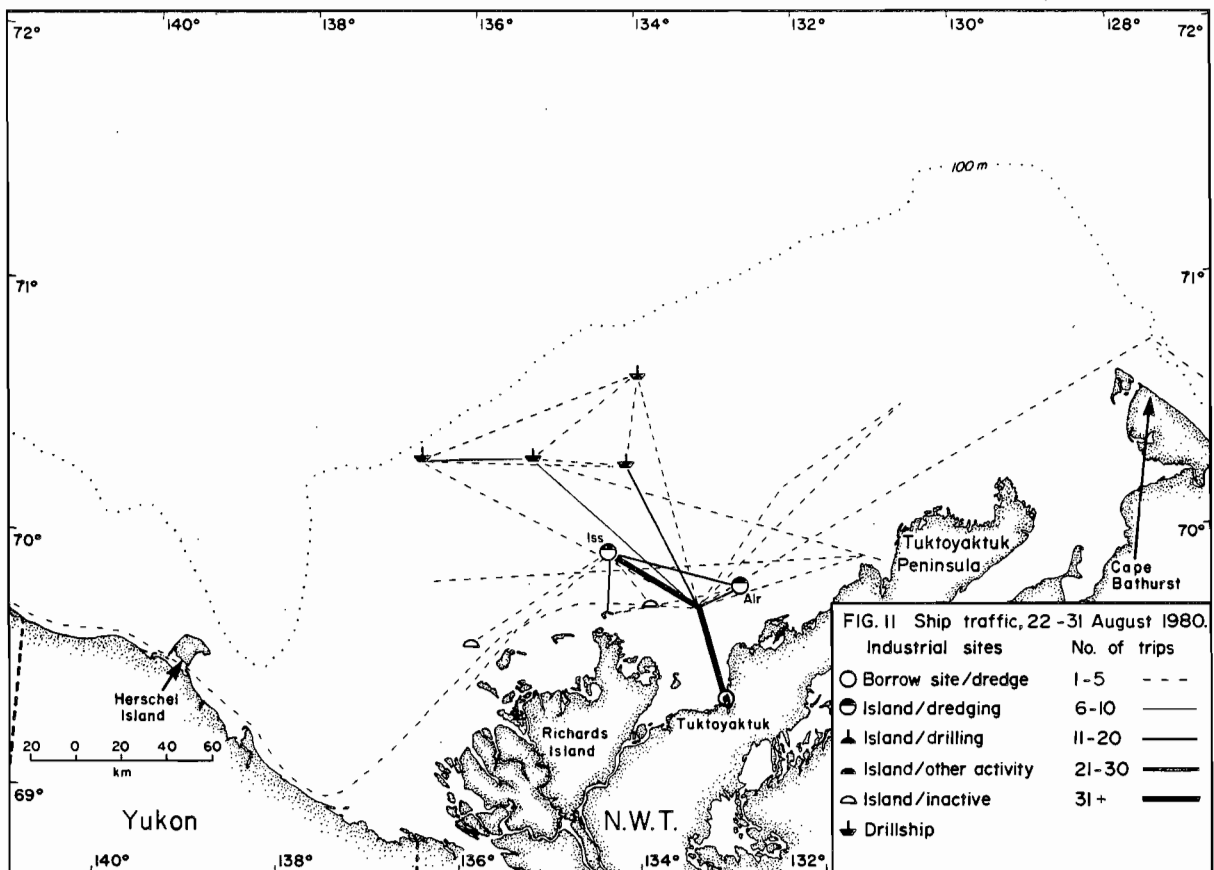 140° 136° 134° 132° 130° 128°
72° 72°
100 m
71° 71°
70° 70°
Iss
Alr
Tuktoyaktuk
Peninsula
Cape
Bathurst
Herschel
Island
Tuktoyaktuk
Richards
Island
20 0 20 40 60
km
69°
Yukon
N.W.T.
140° 138° 136° 134° 132°
FIG. 11 Ship traffic, 22-31 August 1980.
Industrial sites No. of trips
Borrow site/dredge 1-5
Island/dredging 6-10
Island/drilling 11-20
Island/other activity 21-30
Island/inactive 31+
Drillship